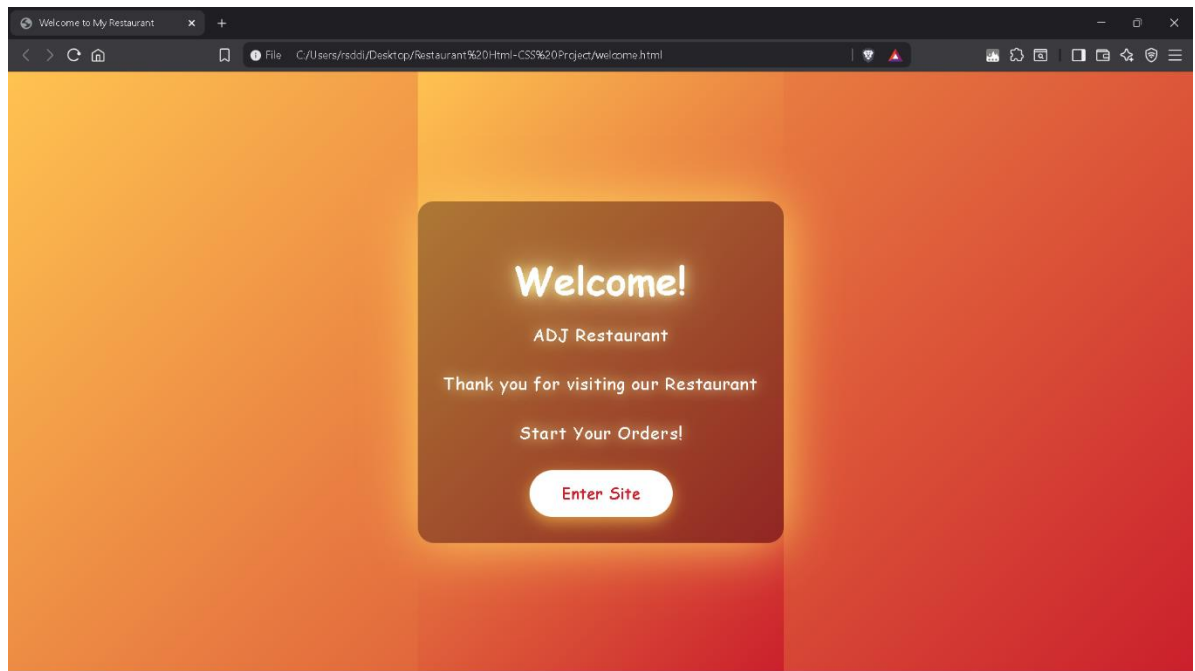 Welcome to My Restaurant
File C:/Users/rsddi/Desktop/Restaurant%20Html-CSS%20Project/welcome.html
Welcome!
ADJ Restaurant
Thank you for visiting our Restaurant
Start Your Orders!
Enter Site